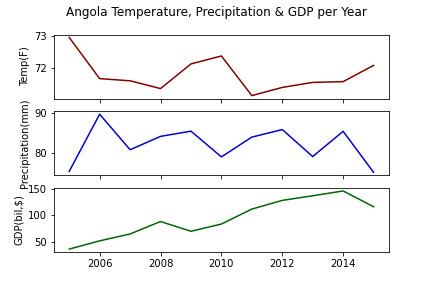 Angola Temperature, Precipitation & GDP per Year
Temp(F)
73
72
Precipitation(mm)
90
80
GDP(bil,$)
150
100
50
2006 2008 2010 2012 2014